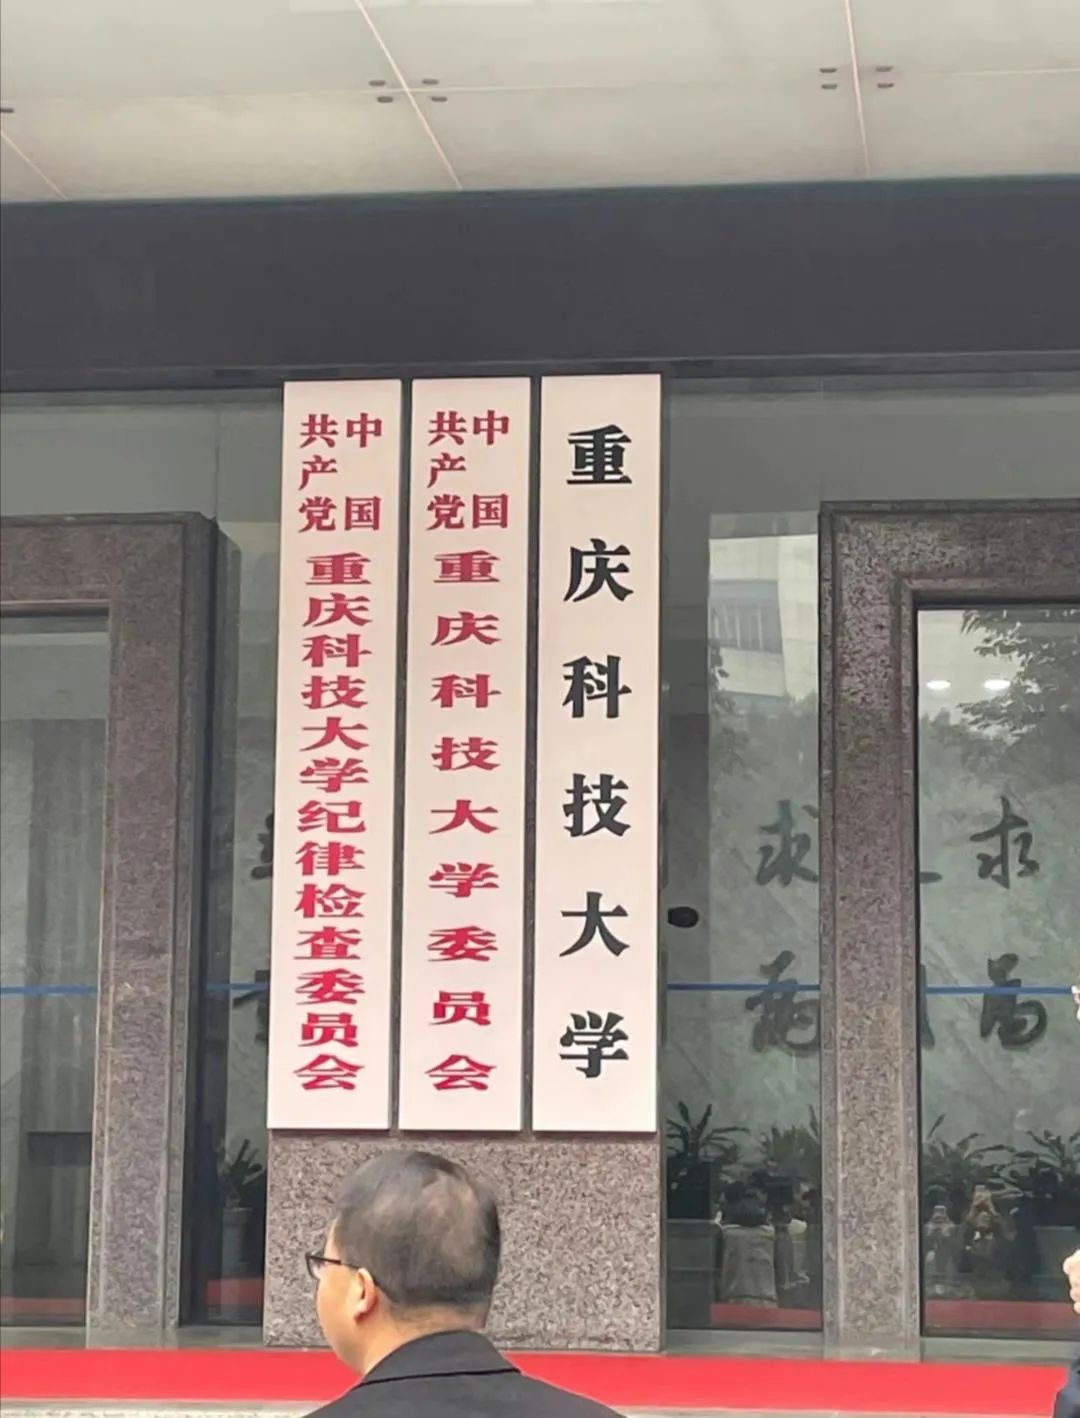 重庆科技大学
中国共产党重庆科技大学委员会
中国共产党重庆科技大学纪律检查委员会
求
求